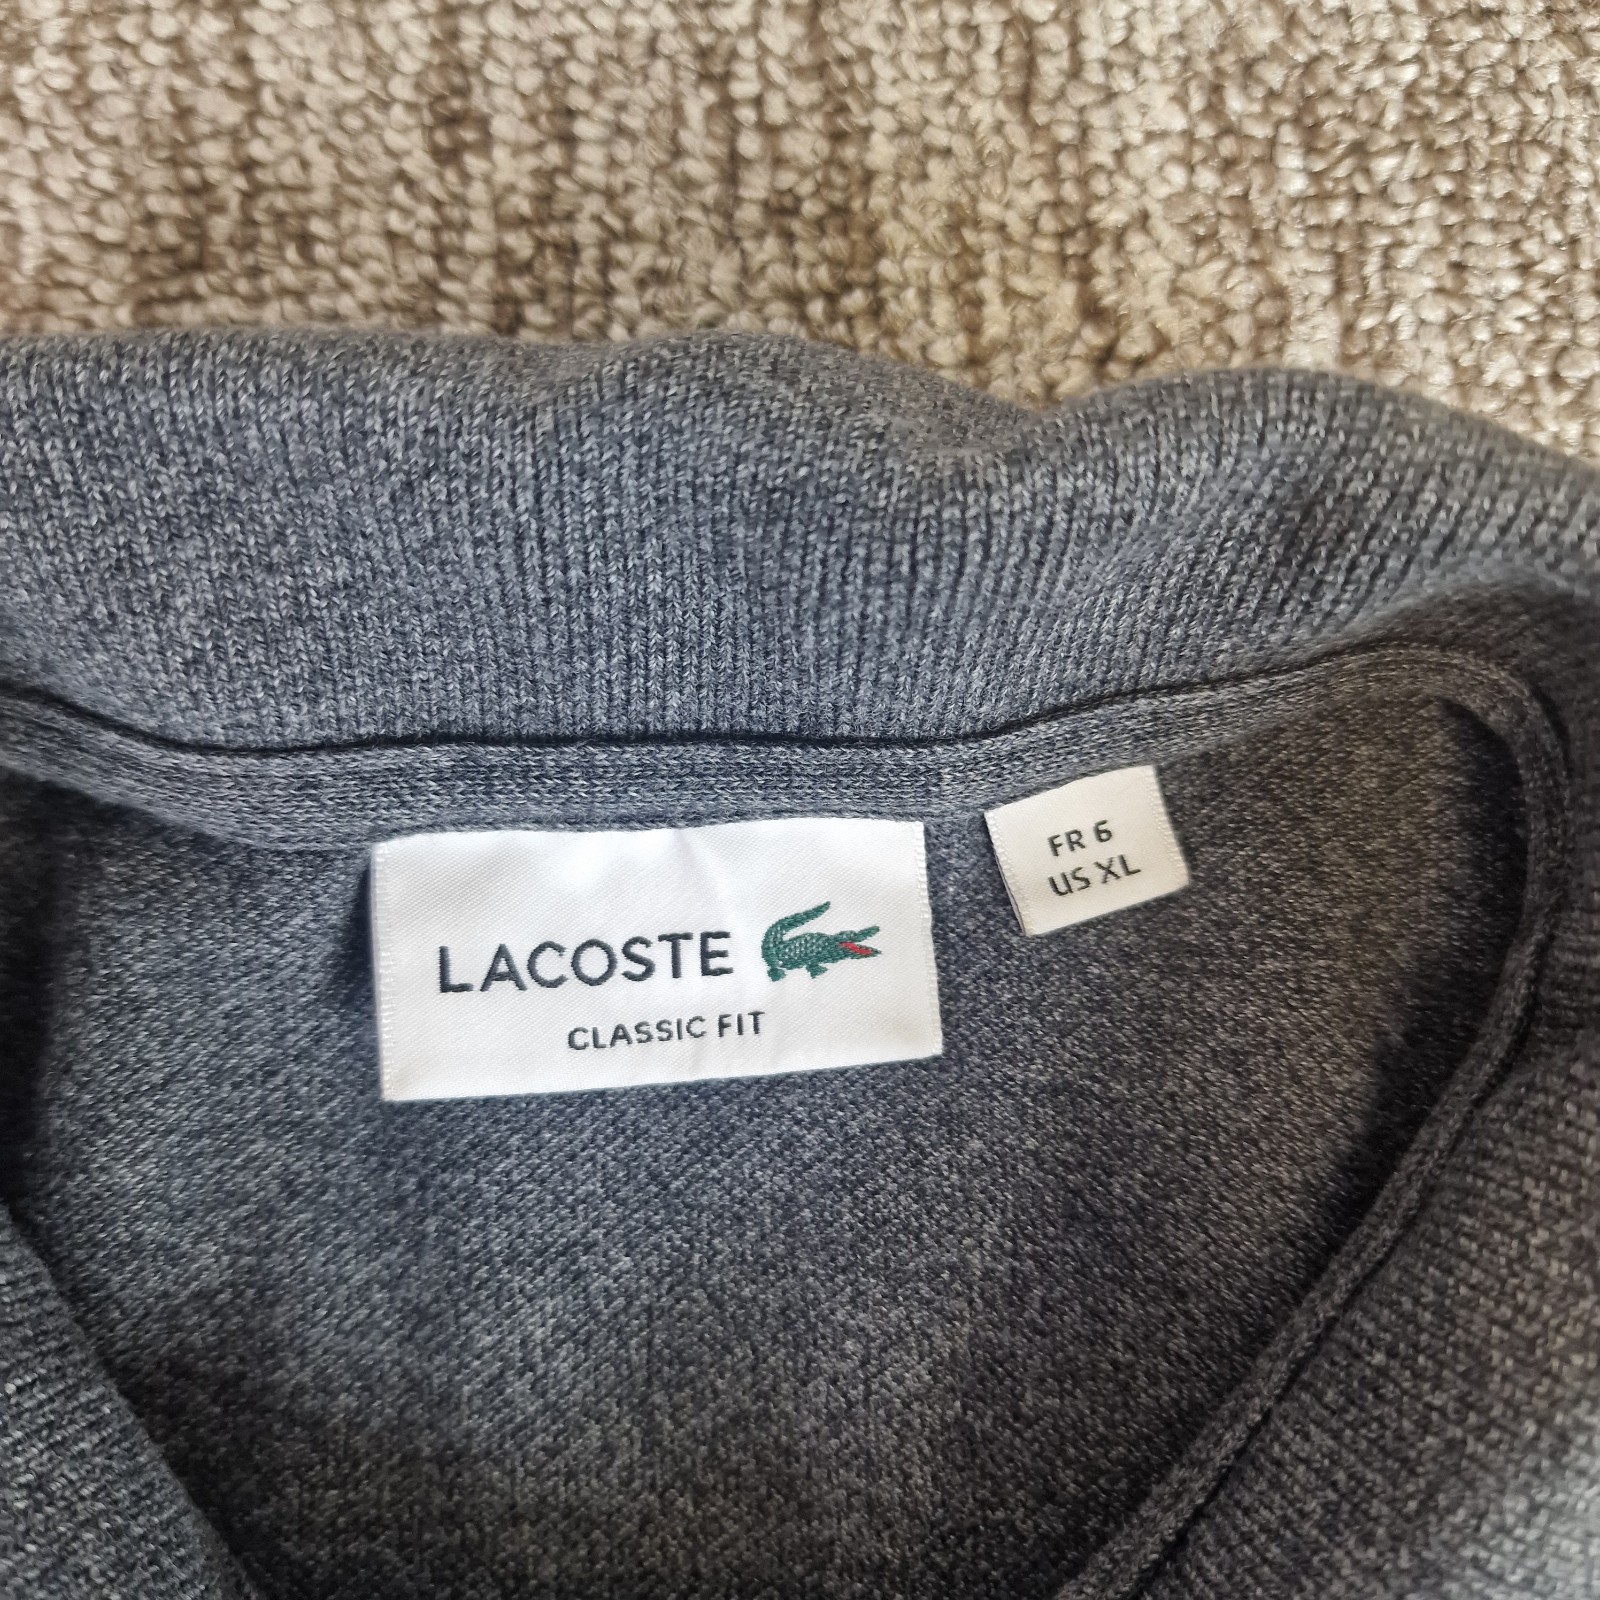 LACOSTE
CLASSIC FIT
FR 6
US XL